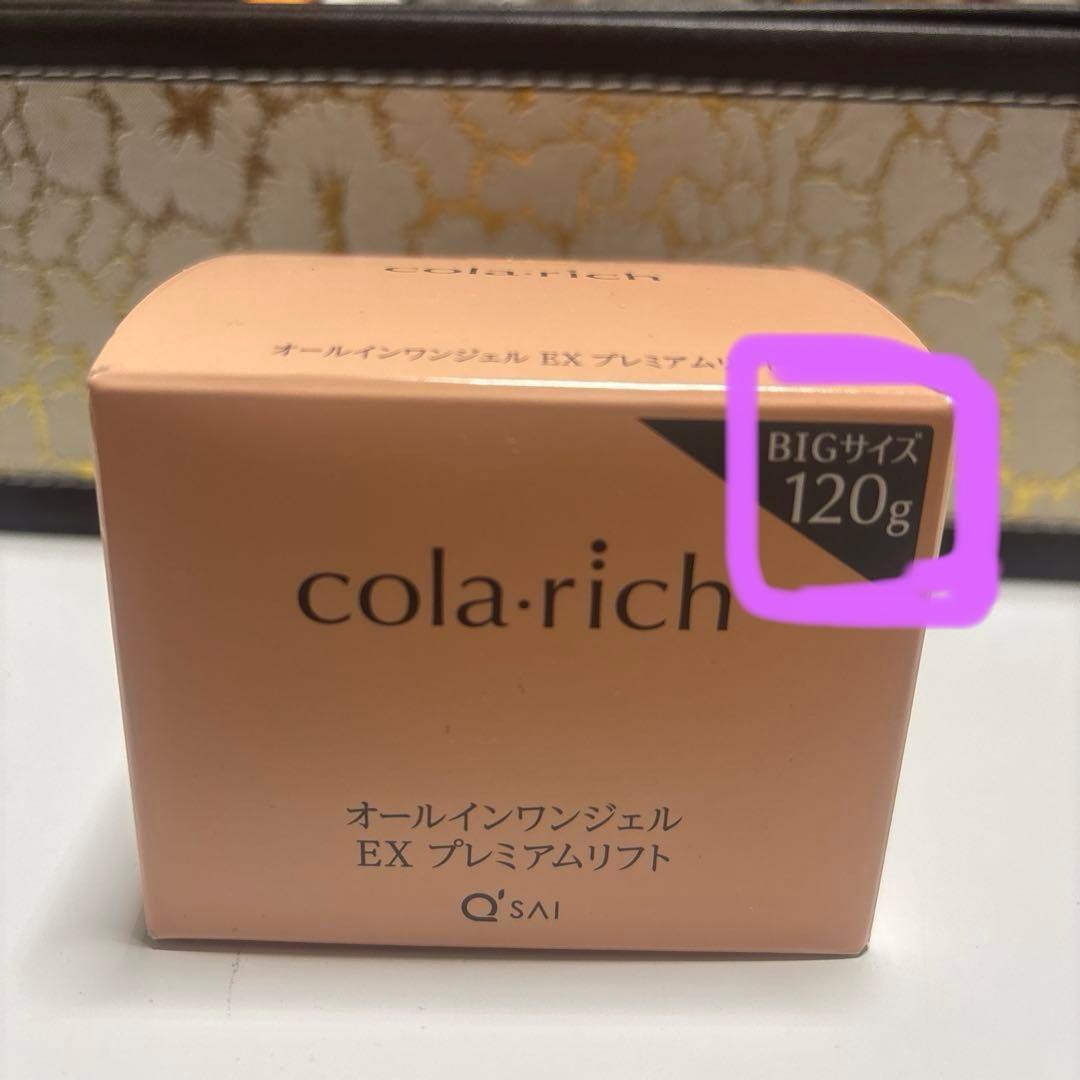 cola·rich
オールインワンジェル EX プレミアムリ
BIGサイズ
120g
cola·rich
オールインワンジェル
EX プレミアムリフト
Q'SAI